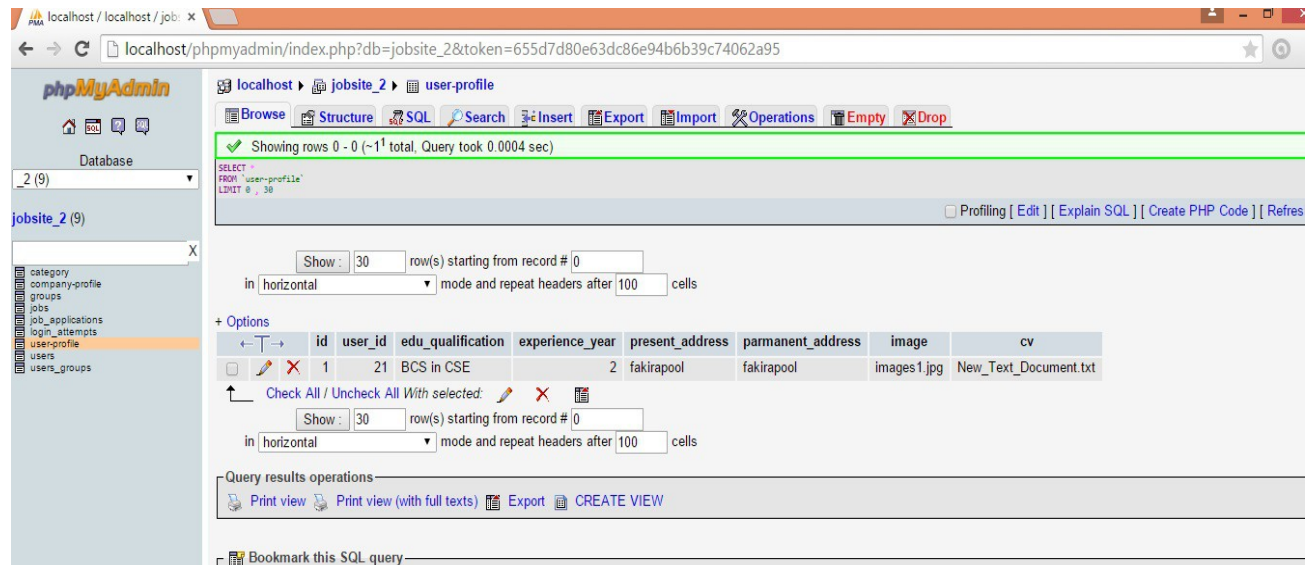 localhost / localhost / job
localhost/phpmyadmin/index.php?db=jobsite_2&token=655d7d80e63dc86e94b6b39c74062a95
phpMyAdmin
localhost ▸ jobsite_2 ▸ user-profile
Browse Structure SQL Search Insert Export Import Operations Empty Drop
Showing rows 0 - 0 (~1¹ total, Query took 0.0004 sec)
SELECT *
FROM `user-profile`
LIMIT 0 , 30
Profiling [ Edit ] [ Explain SQL ] [ Create PHP Code ] [ Refres
Database
_2 (9)
jobsite_2 (9)
X
category
company-profile
groups
jobs
job_applications
login_attempts
user-profile
users
users_groups
Show : 30 row(s) starting from record # 0
in horizontal mode and repeat headers after 100 cells
+ Options
←T→ id user_id edu_qualification experience_year present_address parmanent_address image cv
1 21 BCS in CSE 2 fakirapool fakirapool images1.jpg New_Text_Document.txt
Check All / Uncheck All With selected:
Show : 30 row(s) starting from record # 0
in horizontal mode and repeat headers after 100 cells
Query results operations
Print view Print view (with full texts) Export CREATE VIEW
Bookmark this SQL query